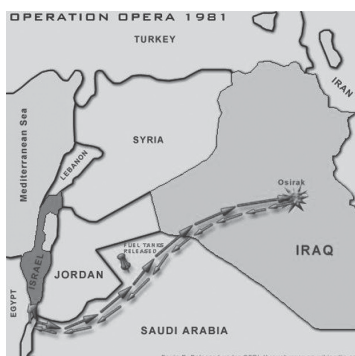 OPERATION OPERA 1981
TURKEY
IRAN
Mediterranean Sea
SYRIA
LEBANON
Osirak
FUEL TANKS
RELEASED
IRAQ
ISRAEL
JORDAN
EGYPT
SAUDI ARABIA